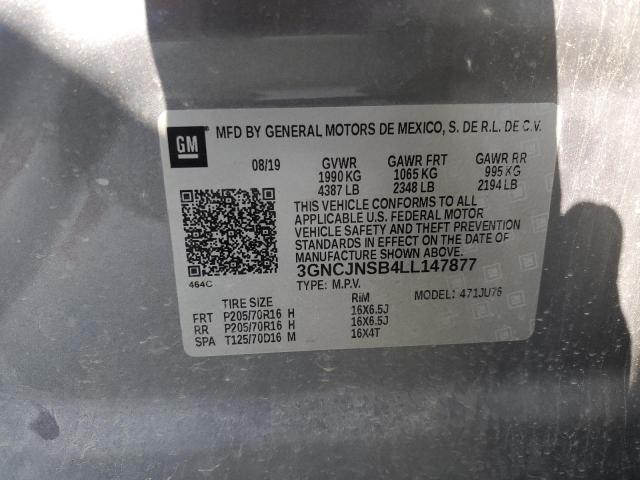 GM MFD BY GENERAL MOTORS DE MEXICO, S. DE R.L. DE C.V.
08/19 GVWR GAWR FRT GAWR RR
1990 KG 1065 KG 995 KG
4387 LB 2348 LB 2194 LB
THIS VEHICLE CONFORMS TO ALL
APPLICABLE U.S. FEDERAL MOTOR
VEHICLE SAFETY AND THEFT PREVENTION
STANDARDS IN EFFECT ON THE DATE OF
MANUFACTURE SHOWN ABOVE.
464C 3GNCJNSB4LL147877
TYPE: M.P.V. MODEL: 471JU76
TIRE SIZE RIM
FRT P205/70R16 H 16X6.5J
RR P205/70R16 H 16X6.5J
SPA T125/70D16 M 16X4T